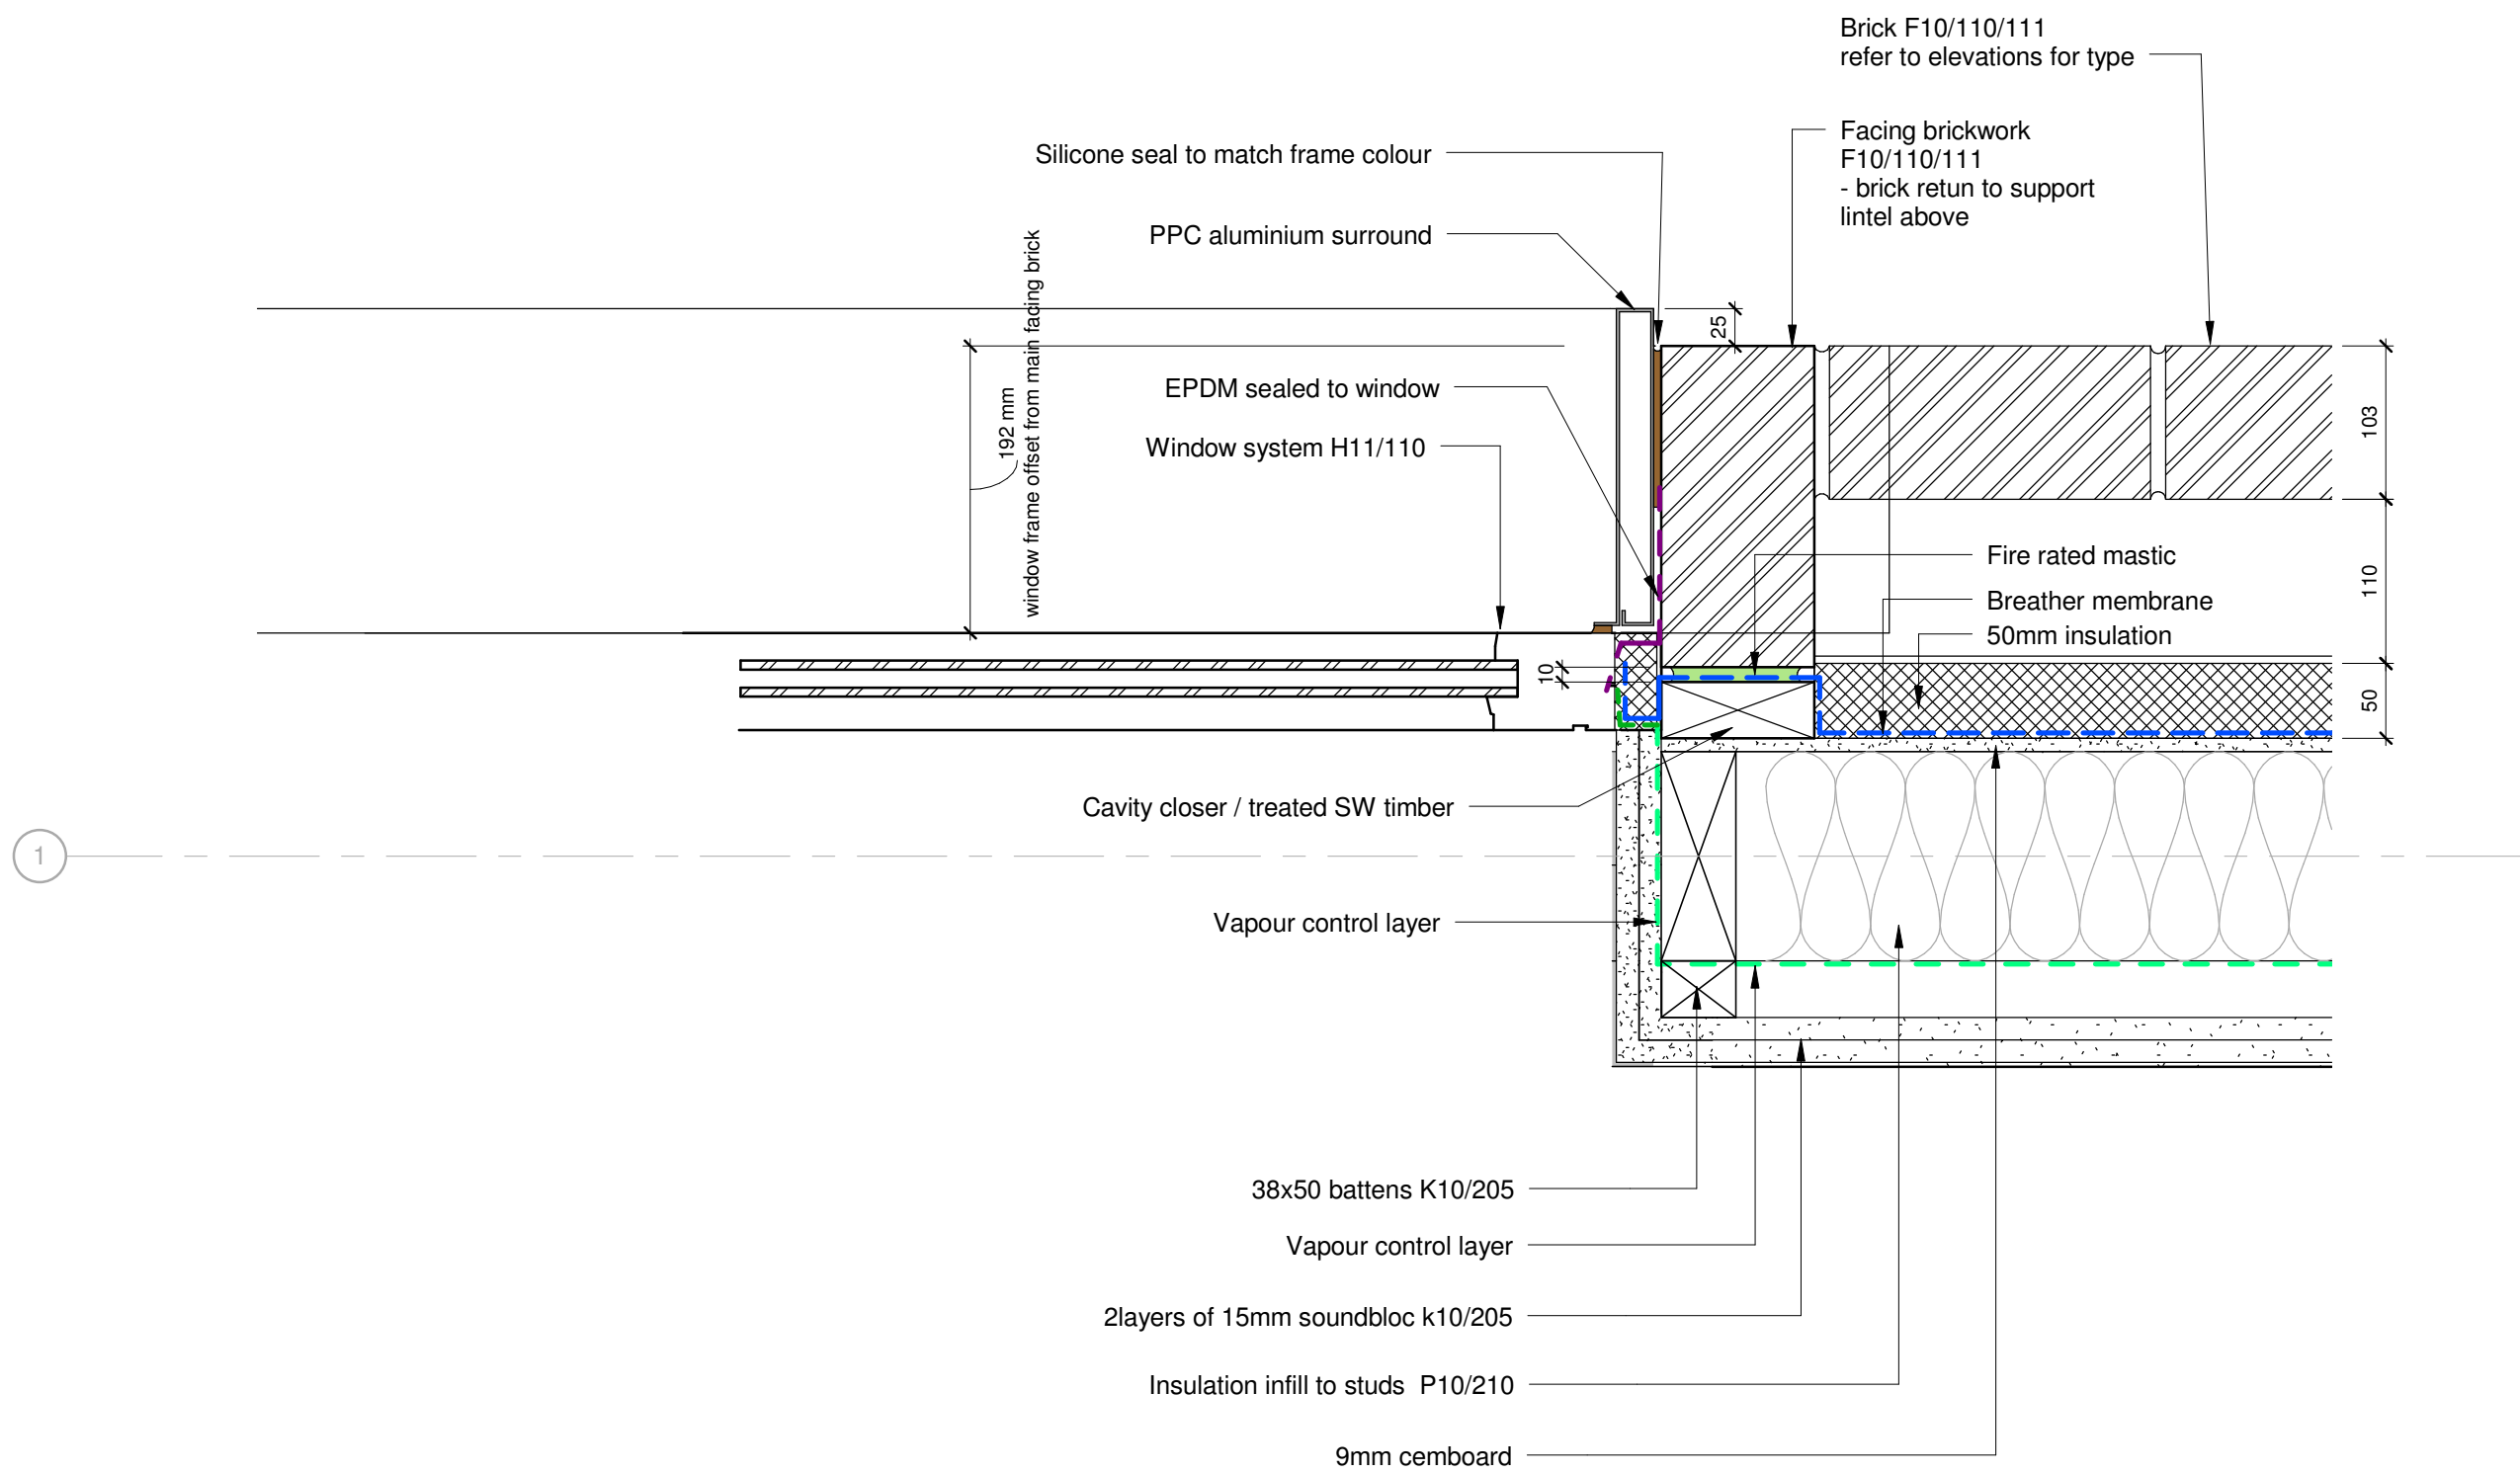 Brick F10/110/111
refer to elevations for type
Facing brickwork
F10/110/111
- brick retun to support
lintel above
Silicone seal to match frame colour
PPC aluminium surround
25
192 mm
window frame offset from main facing brick
EPDM sealed to window
Window system H11/110
103
110
50
10
Fire rated mastic
Breather membrane
50mm insulation
Cavity closer / treated SW timber
1
Vapour control layer
38x50 battens K10/205
Vapour control layer
2layers of 15mm soundbloc k10/205
Insulation infill to studs  P10/210
9mm cemboard